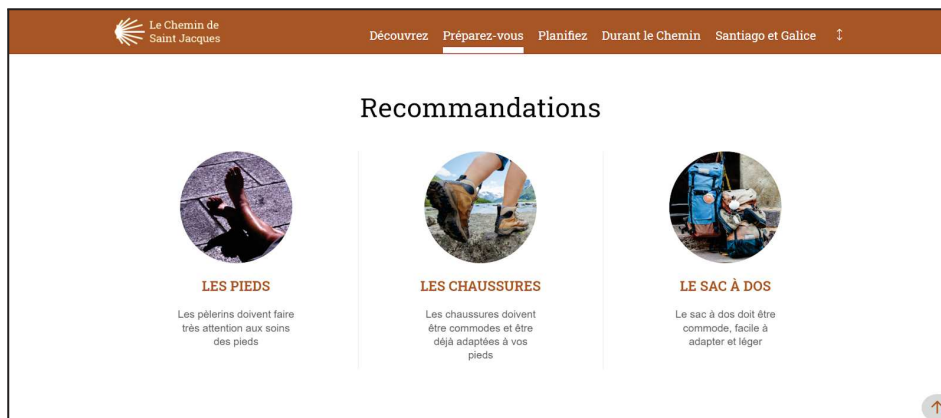 Le Chemin de
Saint Jacques
Découvrez Préparez-vous Planifiez Durant le Chemin Santiago et Galice
Recommandations
LES PIEDS
Les pèlerins doivent faire
très attention aux soins
des pieds
LES CHAUSSURES
Les chaussures doivent
être commodes et être
déjà adaptées à vos
pieds
LE SAC À DOS
Le sac à dos doit être
commode, facile à
adapter et léger